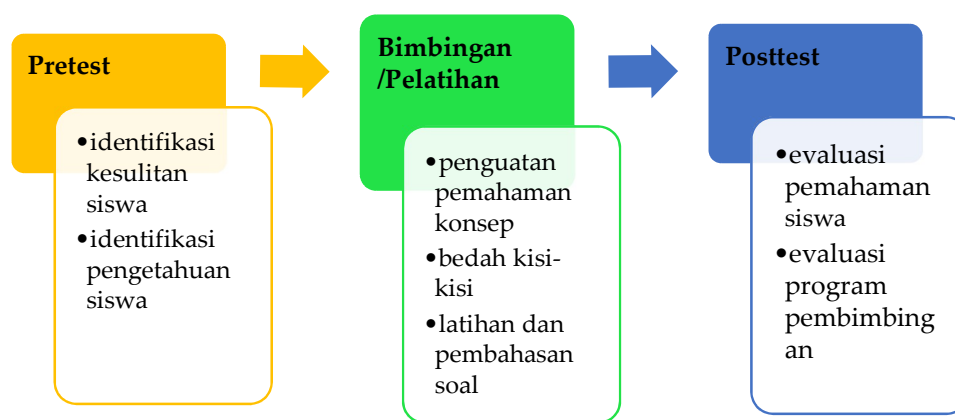 Pretest
•identifikasi
kesulitan
siswa
•identifikasi
pengetahuan
siswa
Bimbingan
/Pelatihan
•penguatan
pemahaman
konsep
•bedah kisi-
kisi
•latihan dan
pembahasan
soal
Posttest
•evaluasi
pemahaman
siswa
•evaluasi
program
pembimbing
an